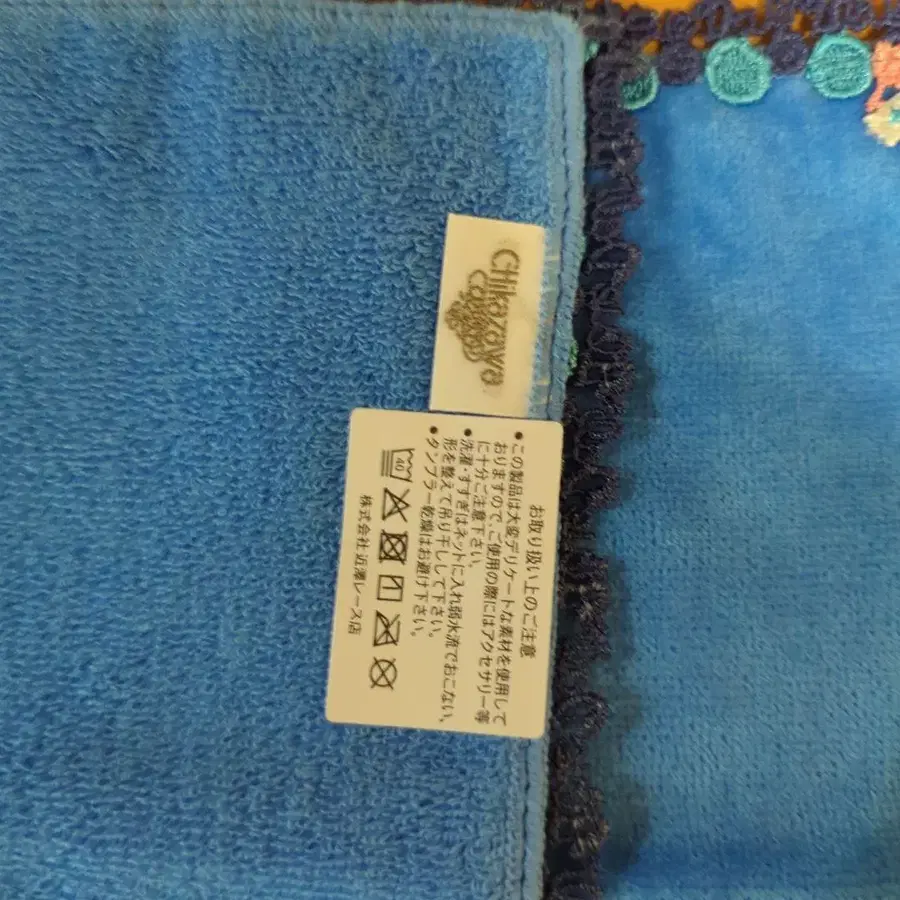 Chikazawa
お取り扱い上のご注意
•この製品は大変デリケートな素材を使用して
おりますので、ご使用の際にはアクセサリー等
に十分ご注意下さい。
•洗濯・すすぎはネットに入れ弱水流でおこない、
形を整えて吊り干しして下さい。
•タンブラー乾燥はお避け下さい。
40
株式会社 近澤レース店